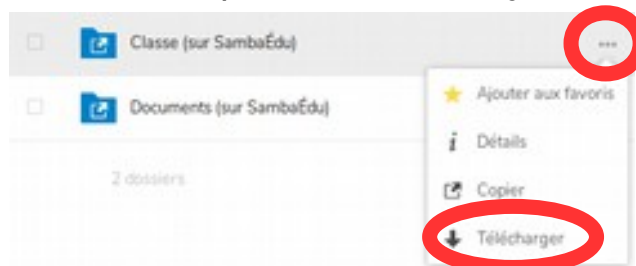 Classe (sur SambaÉdu)
Documents (sur SambaÉdu)
2 dossiers
Ajouter aux favoris
Détails
Copier
Télécharger